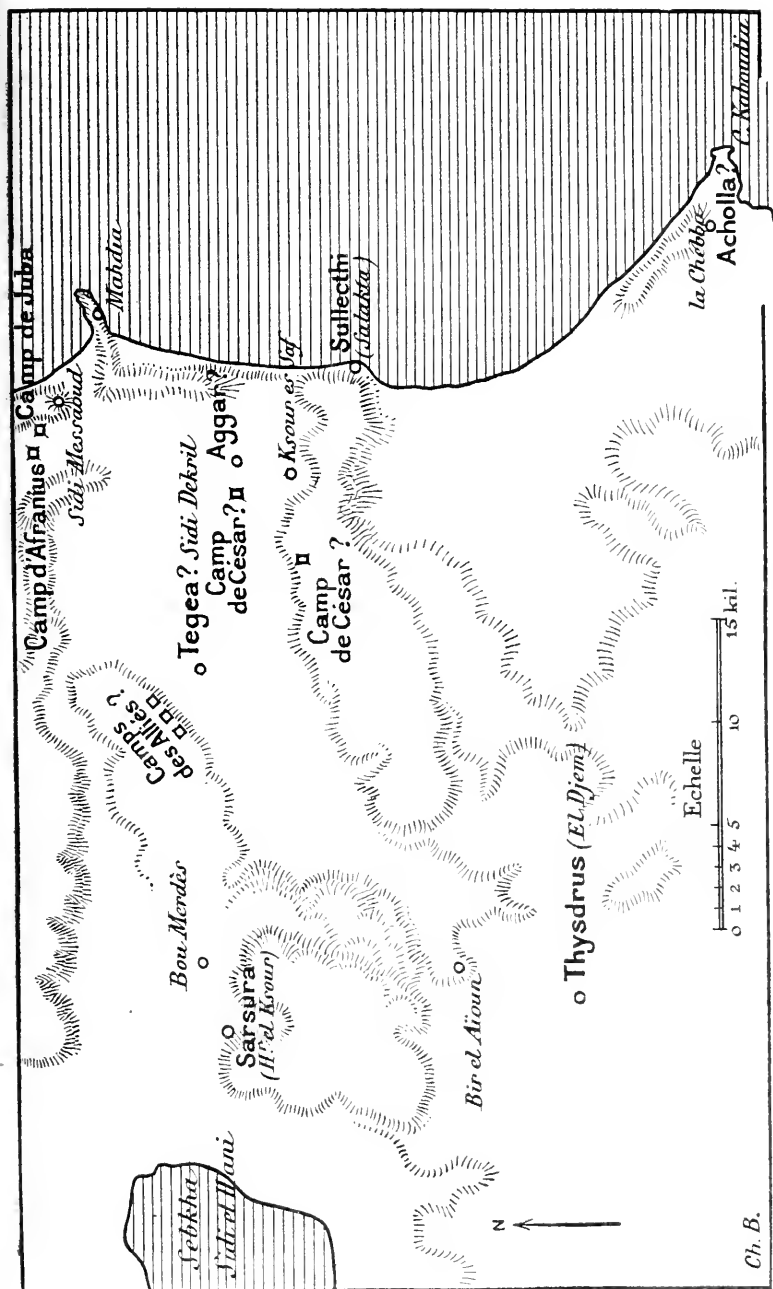 Camp de Juba
Camp d'Afranius
Sidi Messaoud
Mahdia
Camps
des Alliés ?
Tegea ? Sidi Dekril
Aggar ?
Camp
de César ?
Ksour es Saf
Sullecthi
(Salakta)
Camp
de César ?
Sebkha
Sidi el Hani
Bou Merdès
Sarsura
(Hr. el Ksour)
Bir el Aïoun
Thysdrus (El Djem)
la Chebba
Acholla ?
C. Kaboudia
N
Echelle
0 1 2 3 4 5 10 15 kil.
Ch. B.